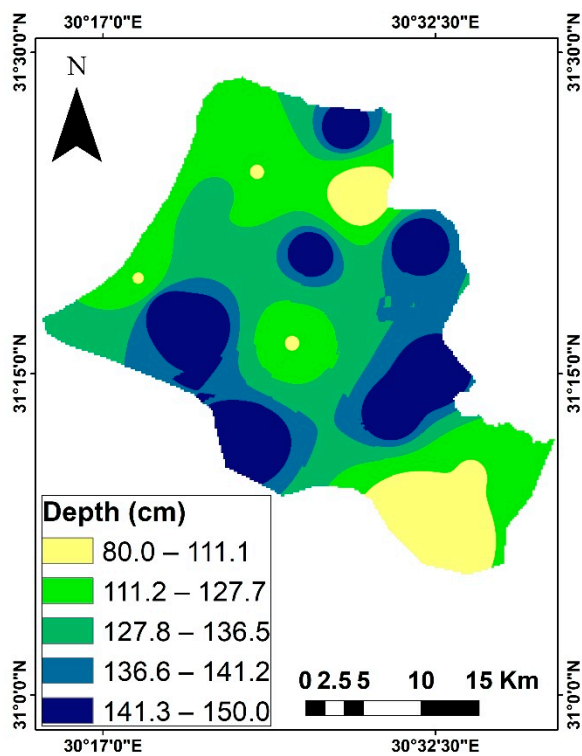 30°17'0"E 30°32'30"E
31°30'0"N 31°30'0"N
N
31°15'0"N 31°15'0"N
Depth (cm)
80.0 – 111.1
111.2 – 127.7
127.8 – 136.5
136.6 – 141.2
141.3 – 150.0
0 2.5 5 10 15 Km
31°0'0"N 31°0'0"N
30°17'0"E 30°32'30"E